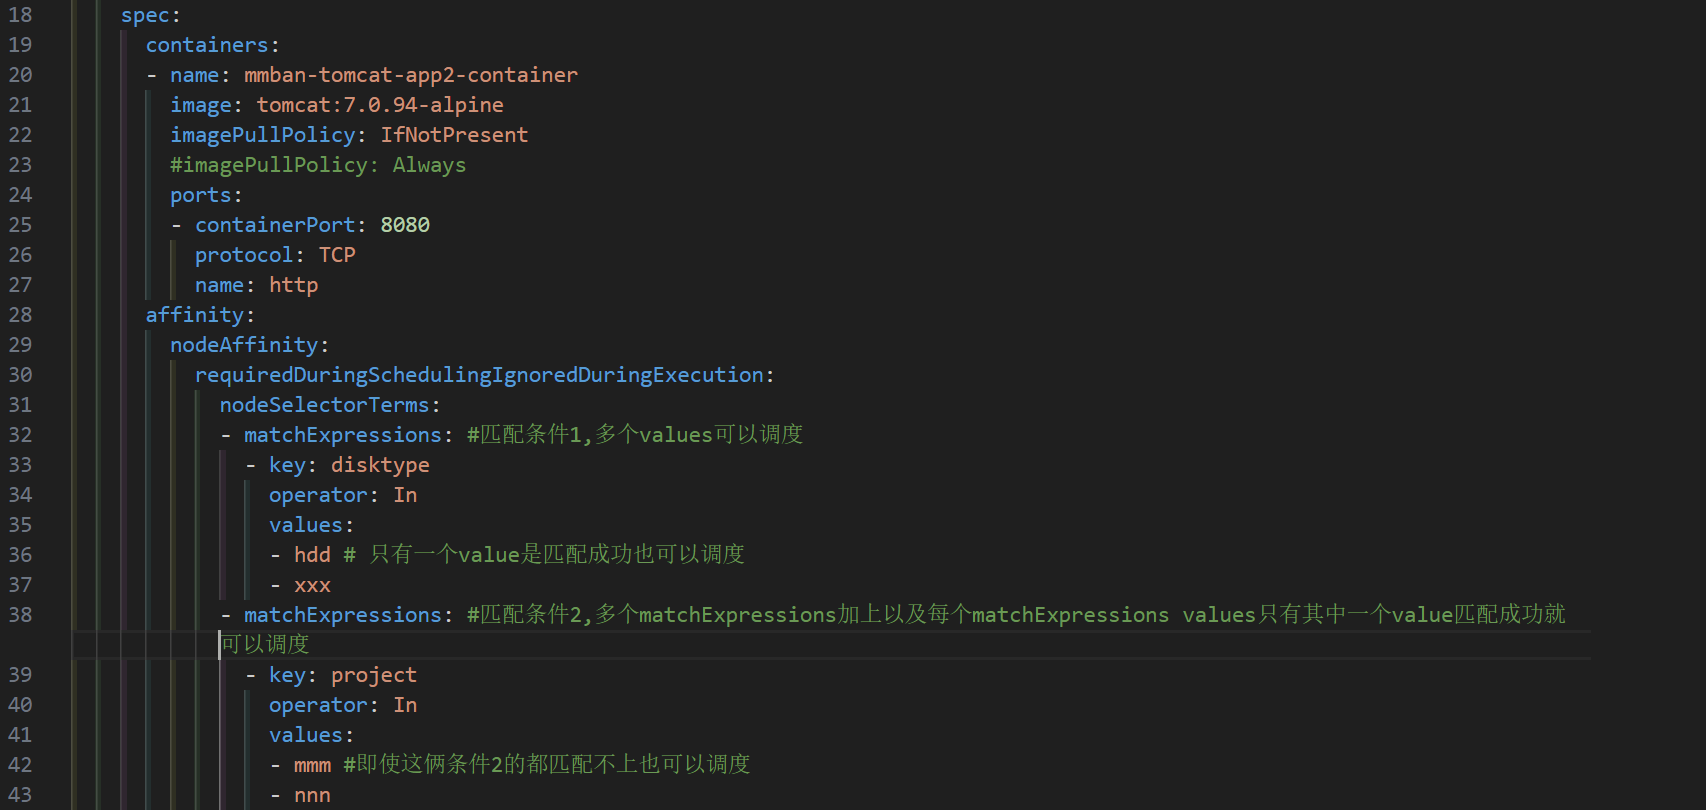 18 spec:
19 containers:
20 - name: mmban-tomcat-app2-container
21 image: tomcat:7.0.94-alpine
22 imagePullPolicy: IfNotPresent
23 #imagePullPolicy: Always
24 ports:
25 - containerPort: 8080
26 protocol: TCP
27 name: http
28 affinity:
29 nodeAffinity:
30 requiredDuringSchedulingIgnoredDuringExecution:
31 nodeSelectorTerms:
32 - matchExpressions: #匹配条件1,多个values可以调度
33 - key: disktype
34 operator: In
35 values:
36 - hdd # 只有一个value是匹配成功也可以调度
37 - xxx
38 - matchExpressions: #匹配条件2,多个matchExpressions加上以及每个matchExpressions values只有其中一个value匹配成功就
可以调度
39 - key: project
40 operator: In
41 values:
42 - mmm #即使这俩条件2的都匹配不上也可以调度
43 - nnn